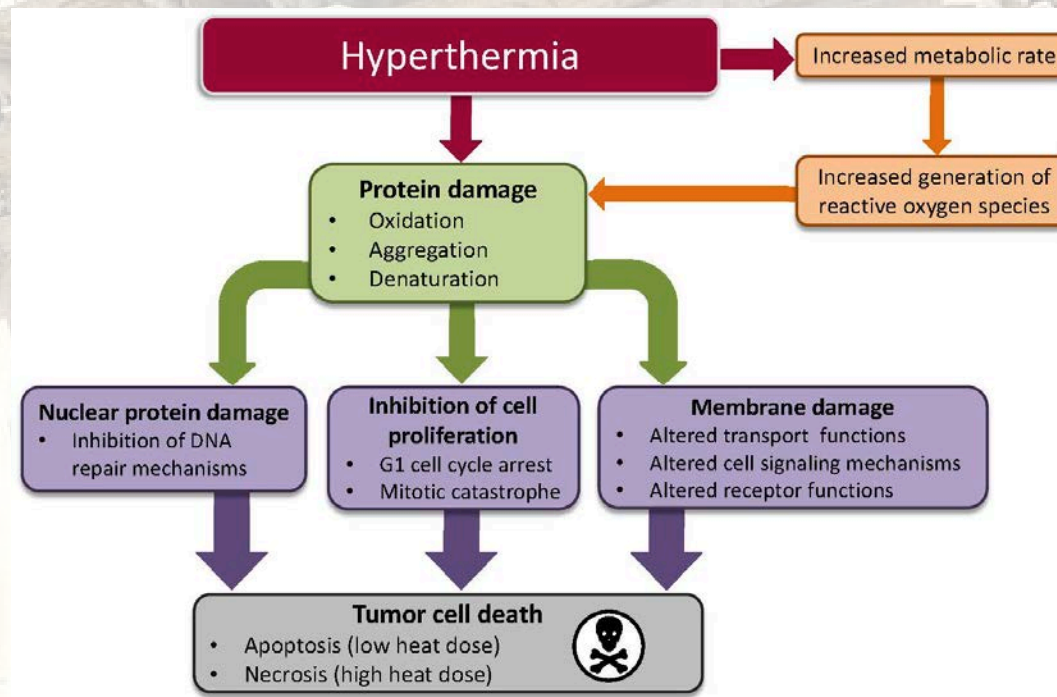 Hyperthermia
Increased metabolic rate
Increased generation of
reactive oxygen species
Protein damage
• Oxidation
• Aggregation
• Denaturation
Nuclear protein damage
• Inhibition of DNA
repair mechanisms
Inhibition of cell
proliferation
• G1 cell cycle arrest
• Mitotic catastrophe
Membrane damage
• Altered transport functions
• Altered cell signaling mechanisms
• Altered receptor functions
Tumor cell death
• Apoptosis (low heat dose)
• Necrosis (high heat dose)